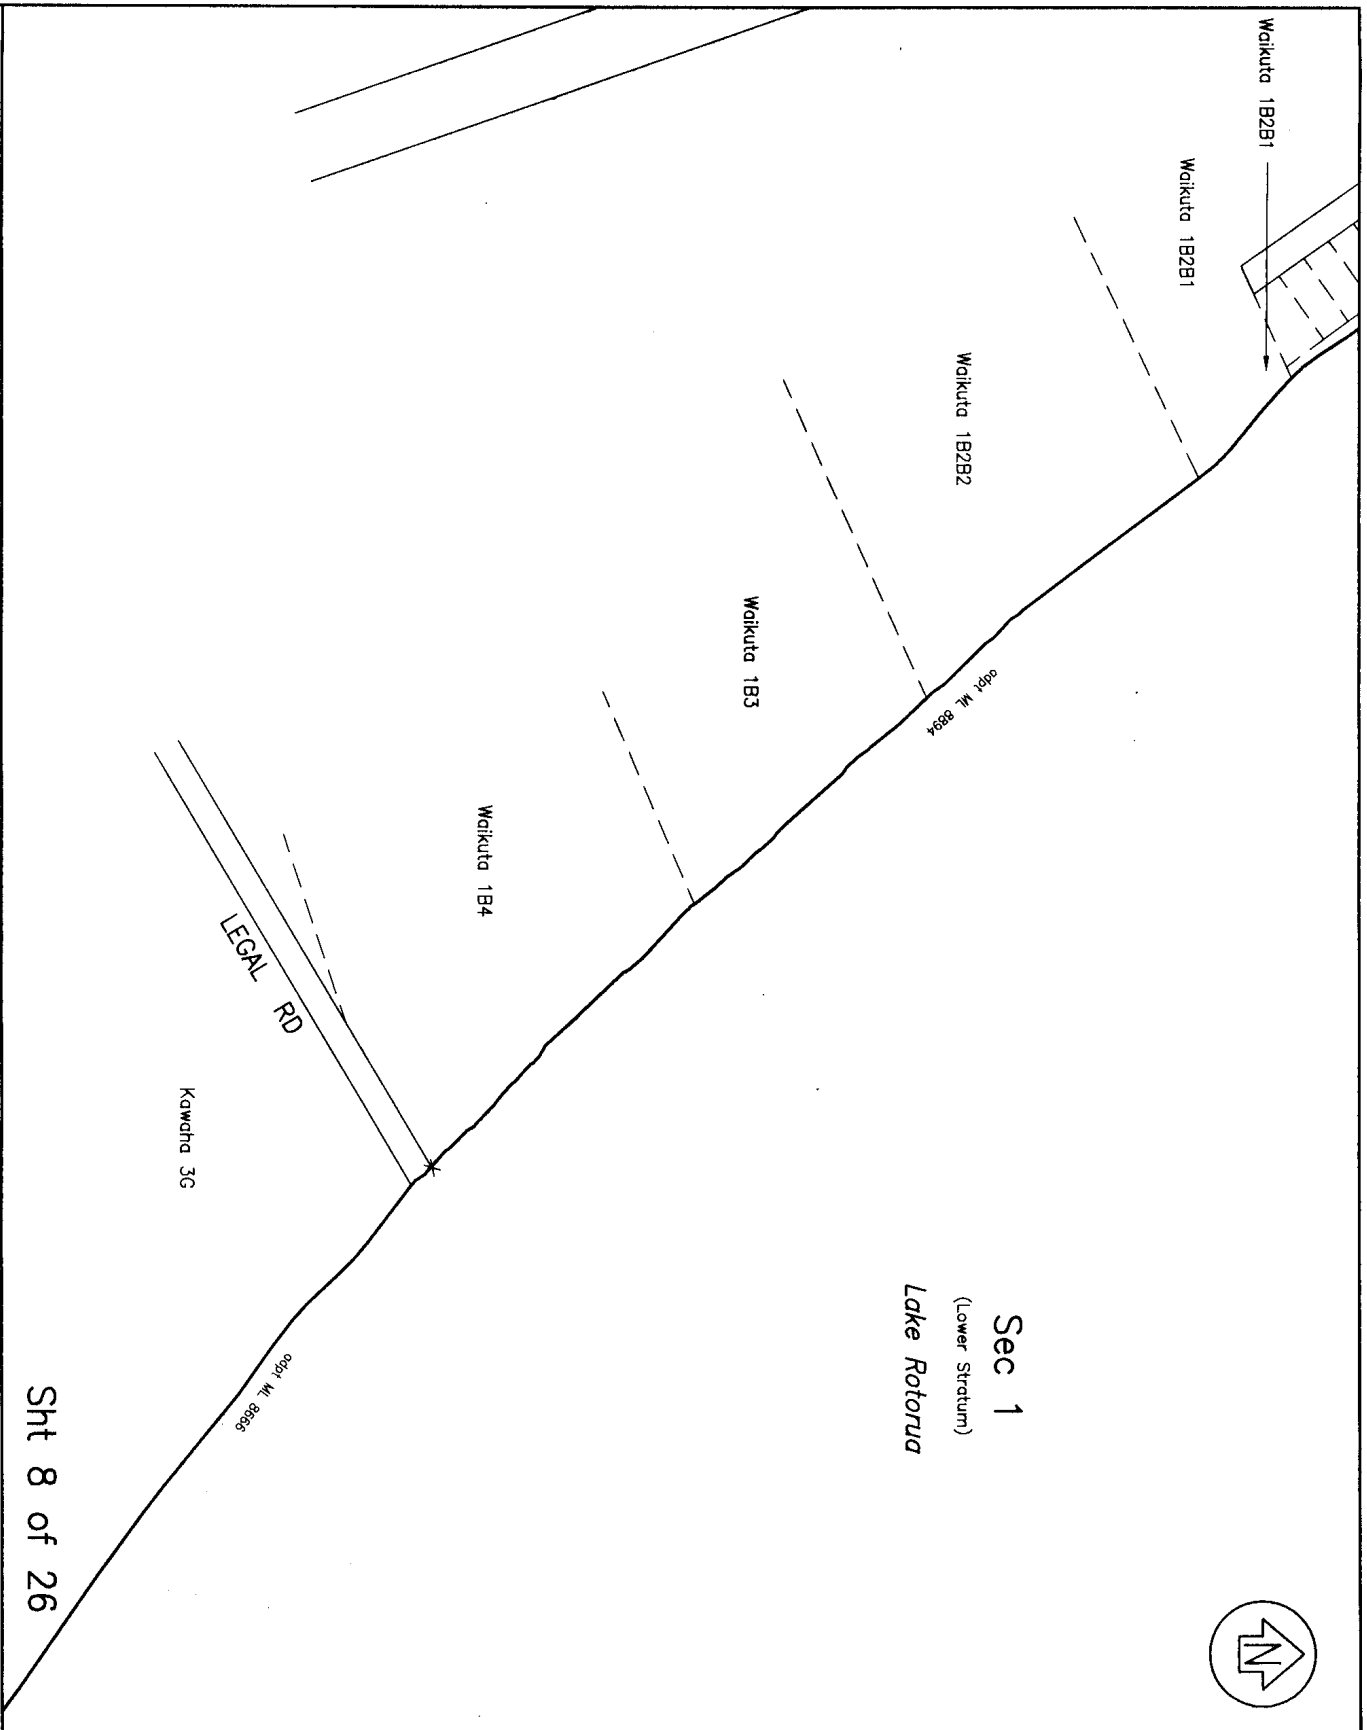 Waikuta 1B2B1
Waikuta 1B2B1
Waikuta 1B2B2
adpt ML 8894
Waikuta 1B3
Waikuta 1B4
LEGAL RD
Kawaha 3G
adpt ML 8666
Sec 1
(Lower Stratum)
Lake Rotorua
N
Sht 8 of 26